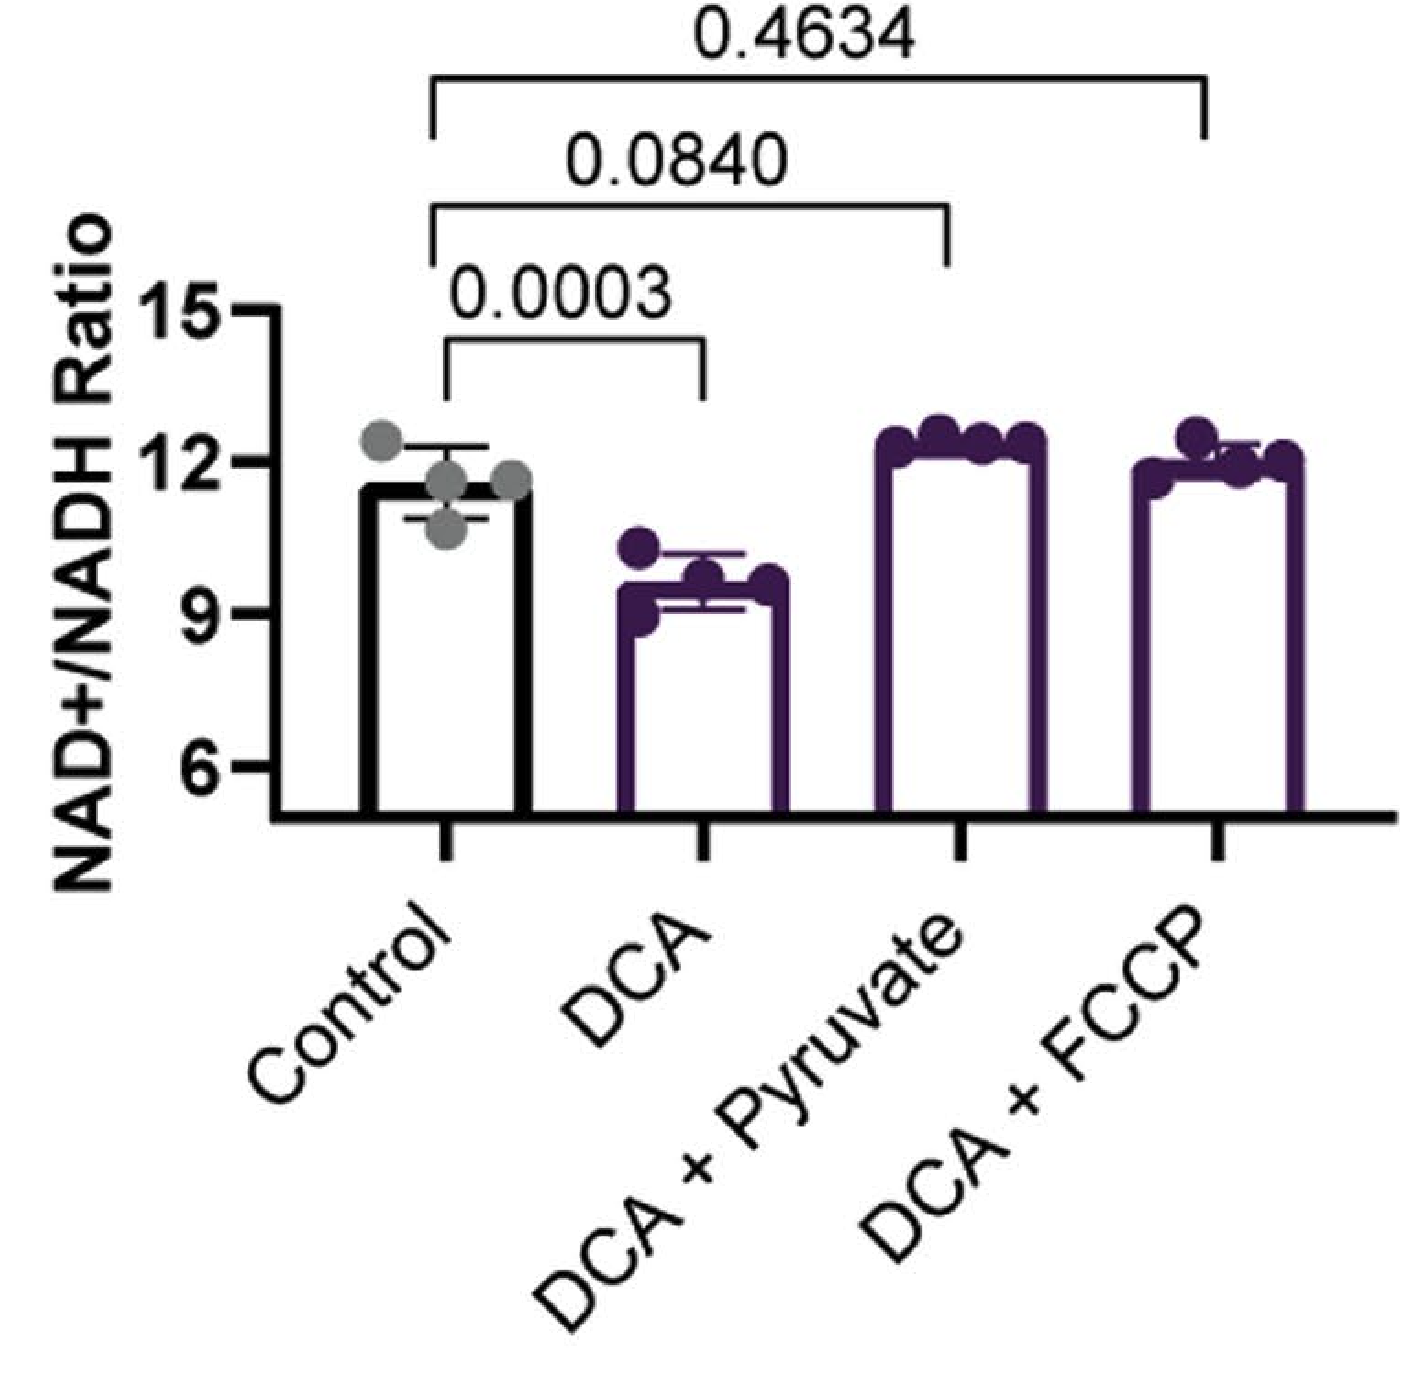 0.4634
0.0840
0.0003
NAD+/NADH Ratio
15
12
9
6
Control
DCA
DCA + Pyruvate
DCA + FCCP